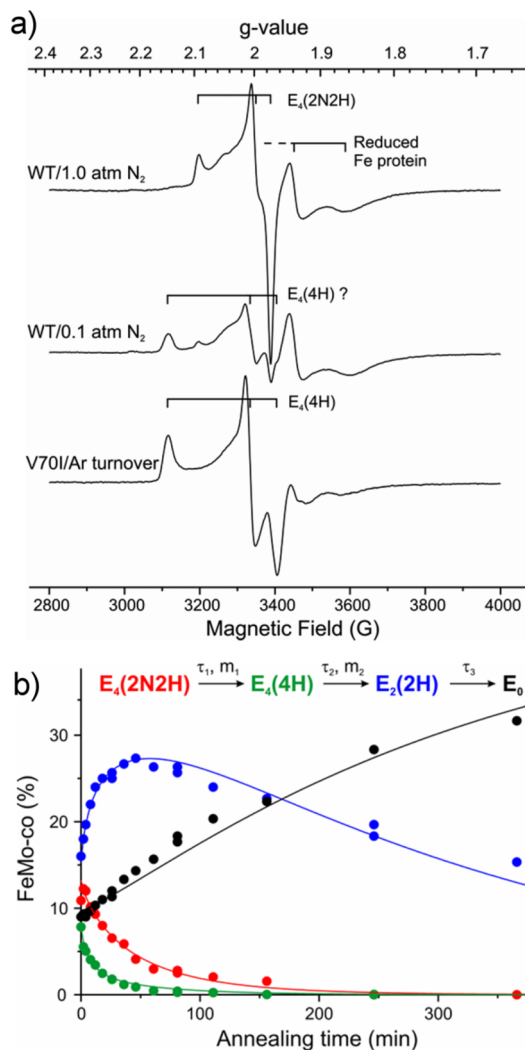 a)
g-value
2.4 2.3 2.2 2.1 2 1.9 1.8 1.7
E₄(2N2H)
Reduced
Fe protein
WT/1.0 atm N₂
E₄(4H) ?
WT/0.1 atm N₂
E₄(4H)
V70I/Ar turnover
2800 3000 3200 3400 3600 3800 4000
Magnetic Field (G)
b)
τ₁, m₁ τ₂, m₂ τ₃
E₄(2N2H) → E₄(4H) → E₂(2H) → E₀
30
20
10
0
FeMo-co (%)
0 100 200 300
Annealing time (min)